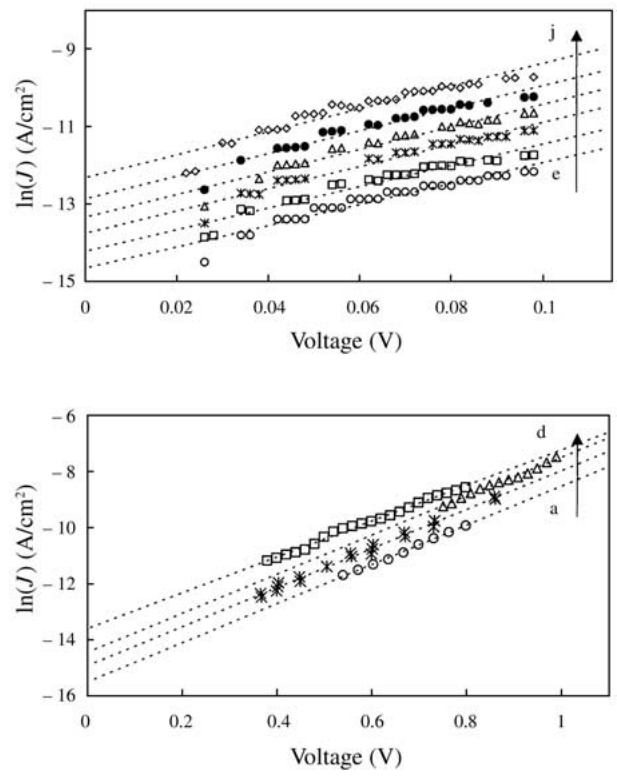 − 9
j
− 11
ln(J) (A/cm²)
− 13
e
− 15
0
0.02
0.04
0.06
0.08
0.1
Voltage (V)
− 6
d
− 8
a
− 10
ln(J) (A/cm²)
− 12
− 14
− 16
0
0.2
0.4
0.6
0.8
1
Voltage (V)